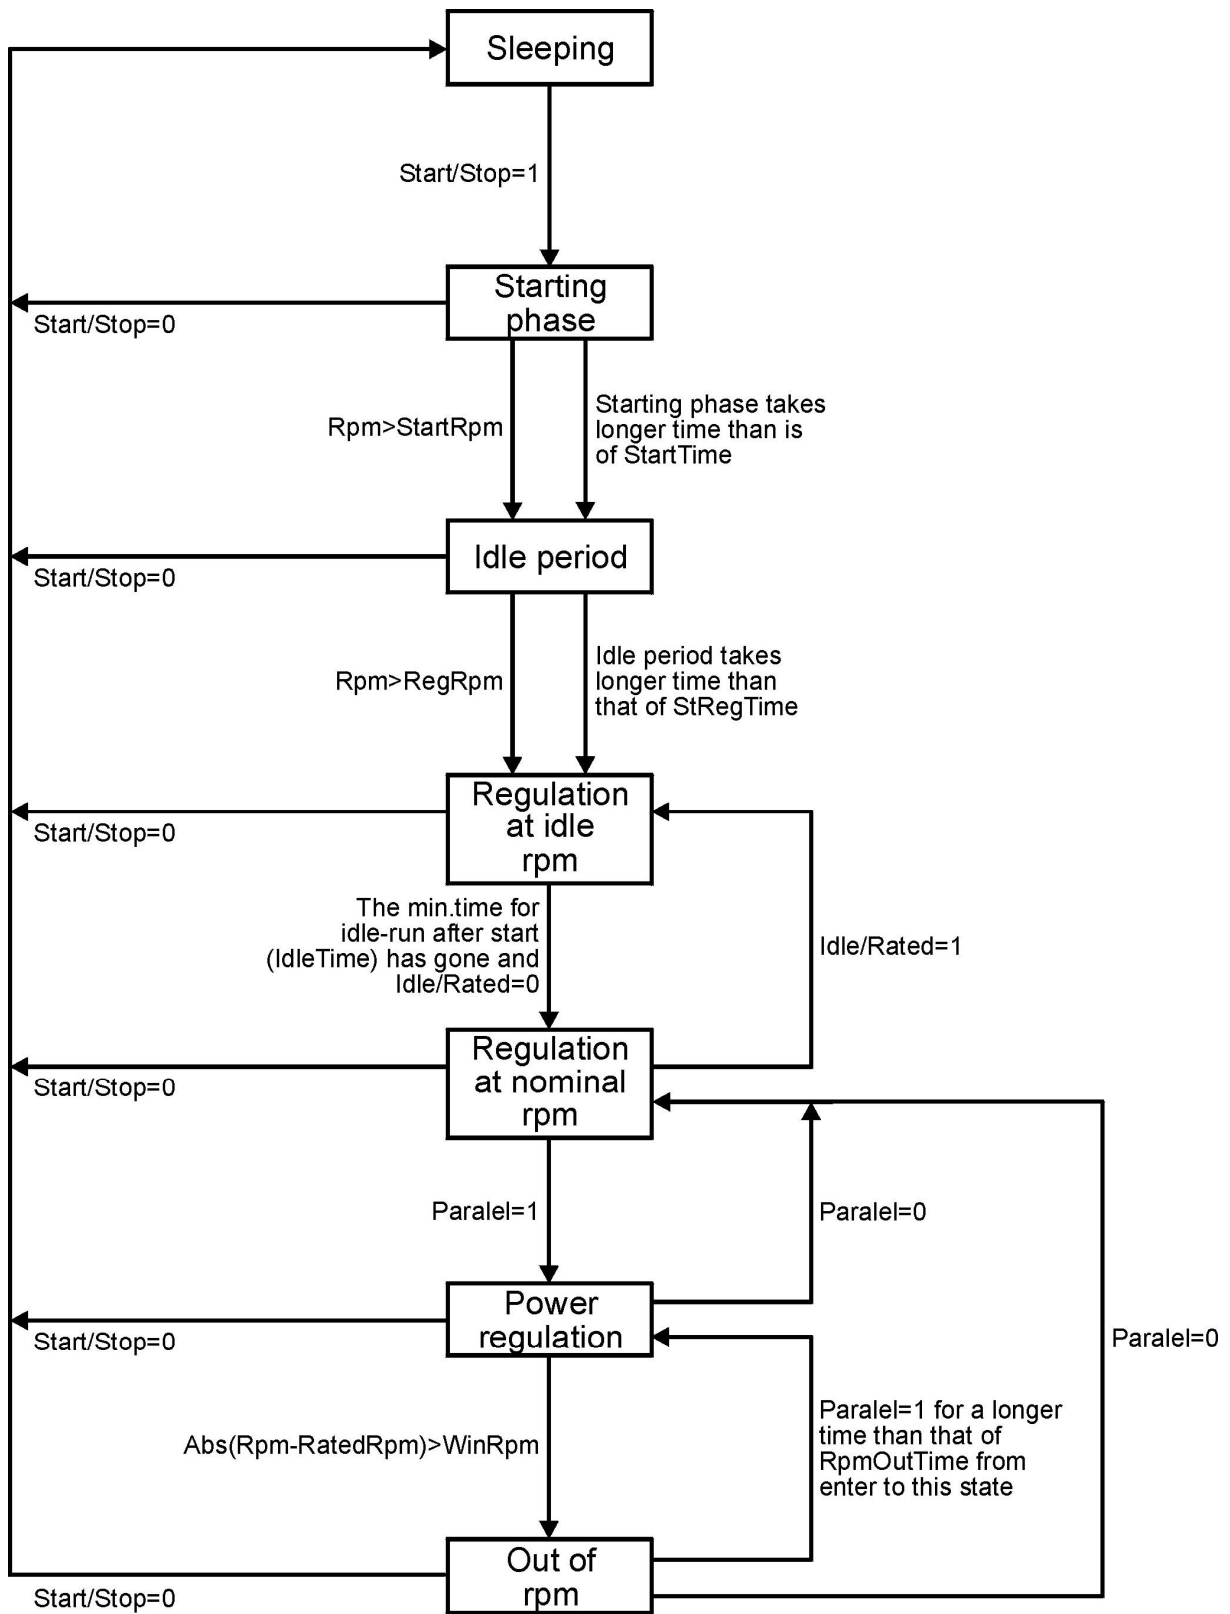 Sleeping
Start/Stop=1
Starting
phase
Start/Stop=0
Rpm>StartRpm
Starting phase takes
longer time than is
of StartTime
Idle period
Start/Stop=0
Rpm>RegRpm
Idle period takes
longer time than
that of StRegTime
Regulation
at idle
rpm
Start/Stop=0
The min.time for
idle-run after start
(IdleTime) has gone and
Idle/Rated=0
Idle/Rated=1
Regulation
at nominal
rpm
Start/Stop=0
Paralel=1
Paralel=0
Power
regulation
Start/Stop=0
Paralel=0
Abs(Rpm-RatedRpm)>WinRpm
Paralel=1 for a longer
time than that of
RpmOutTime from
enter to this state
Out of
rpm
Start/Stop=0